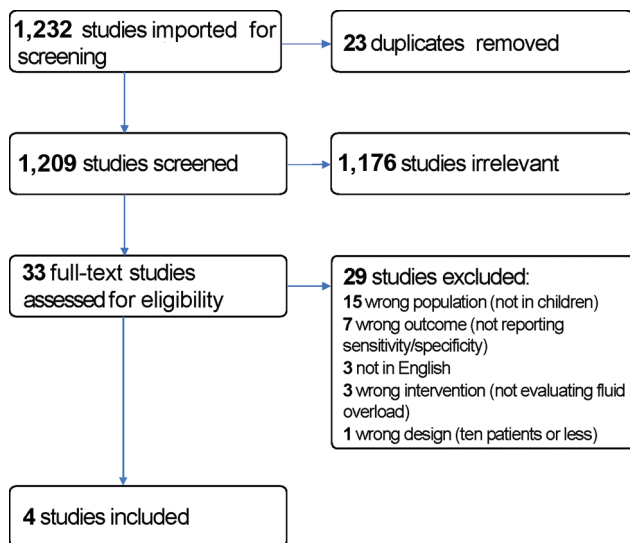 1,232 studies imported for
screening
23 duplicates removed
1,209 studies screened
1,176 studies irrelevant
33 full-text studies
assessed for eligibility
29 studies excluded:
15 wrong population (not in children)
7 wrong outcome (not reporting
sensitivity/specificity)
3 not in English
3 wrong intervention (not evaluating fluid
overload)
1 wrong design (ten patients or less)
4 studies included